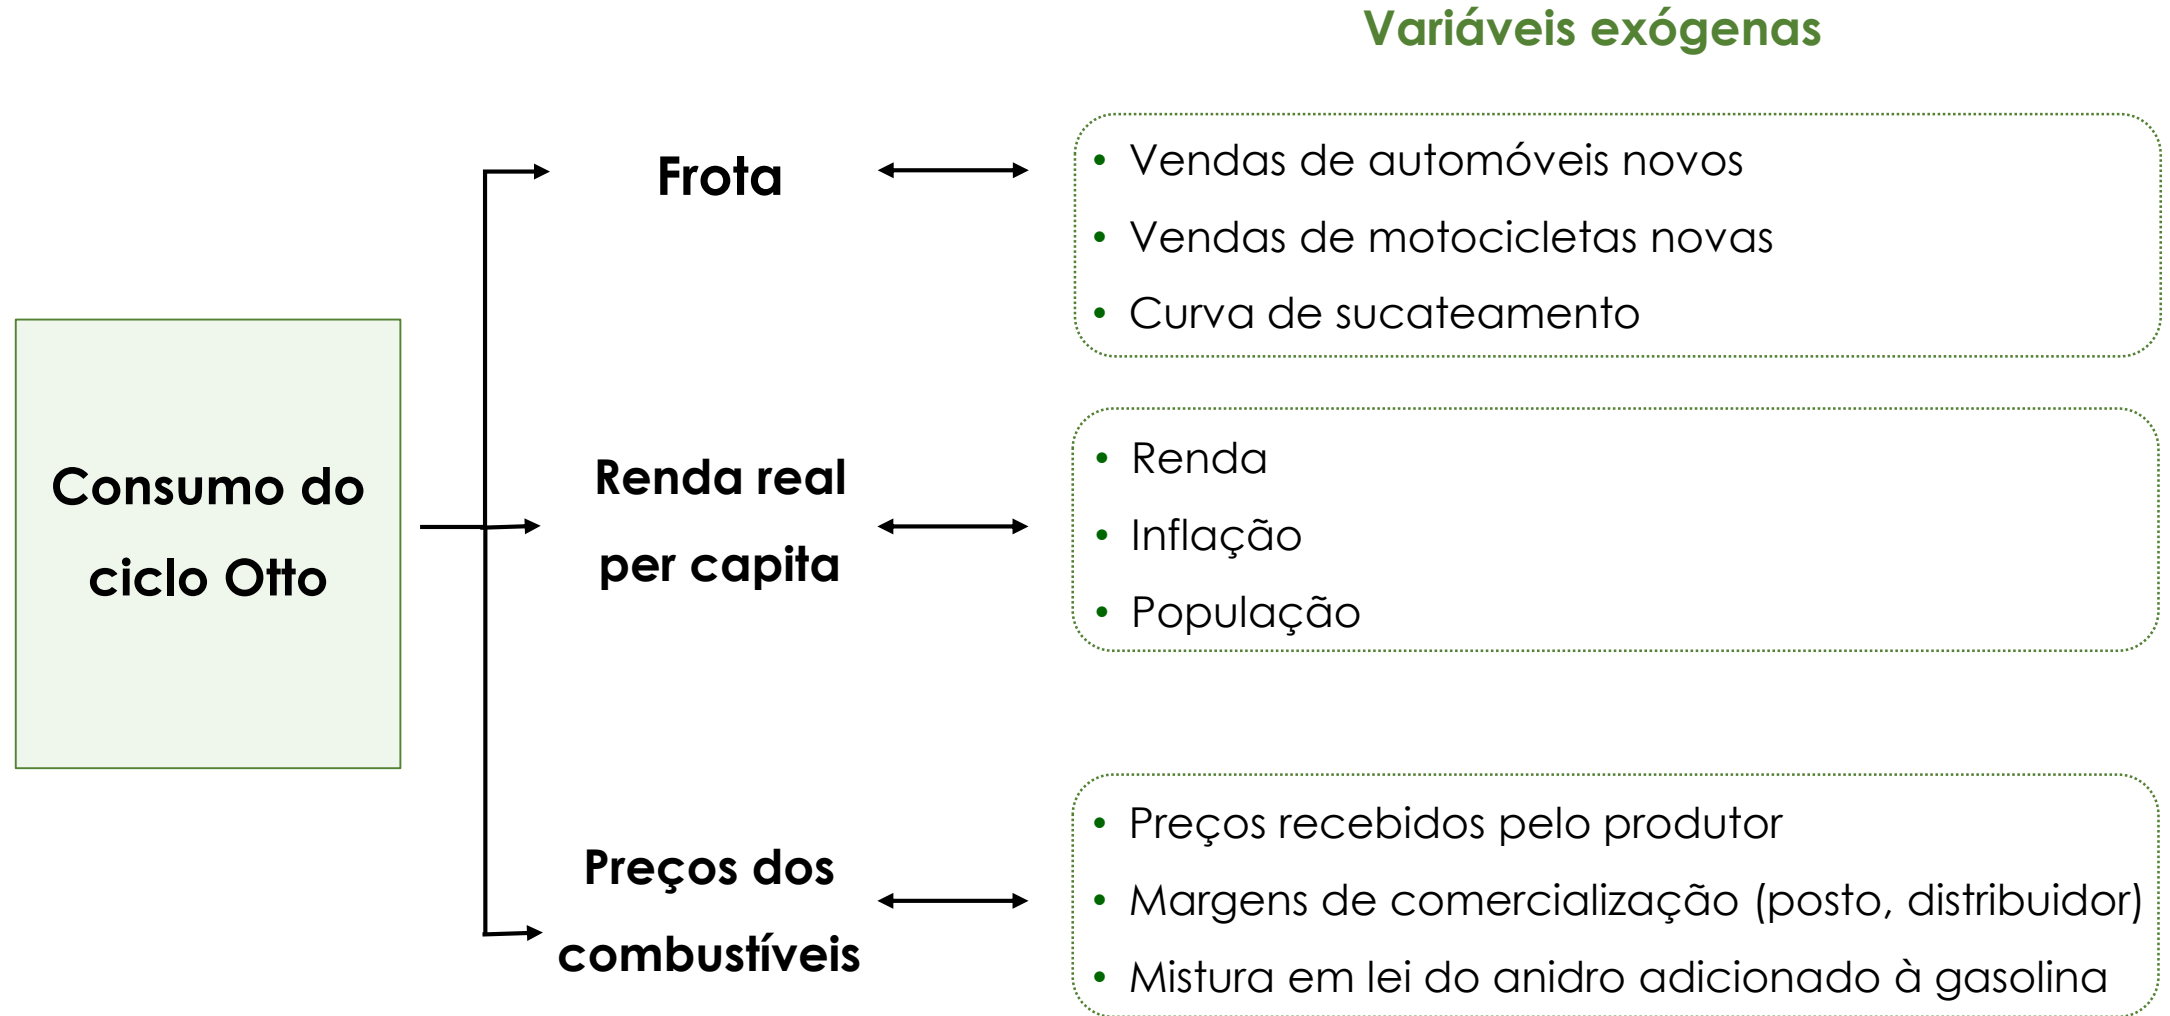 Variáveis exógenas
Consumo do
ciclo Otto
Frota
• Vendas de automóveis novos
• Vendas de motocicletas novas
• Curva de sucateamento
Renda real
per capita
• Renda
• Inflação
• População
Preços dos
combustíveis
• Preços recebidos pelo produtor
• Margens de comercialização (posto, distribuidor)
• Mistura em lei do anidro adicionado à gasolina